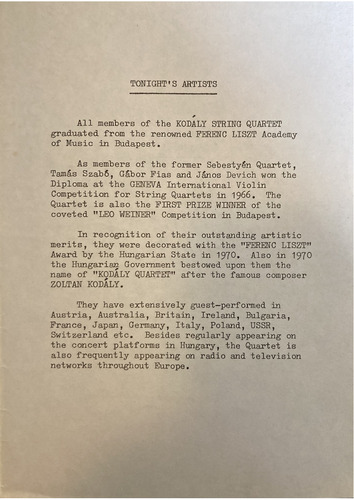 TONIGHT'S ARTISTS
All members of the KODÁLY STRING QUARTET
graduated from the renowned FERENC LISZT Academy
of Music in Budapest.
As members of the former Sebestyén Quartet,
Tamás Szabó, Gábor Fias and János Devich won the
Diploma at the GENEVA International Violin
Competition for String Quartets in 1966. The
Quartet is also the FIRST PRIZE WINNER of the
coveted "LEO WEINER" Competition in Budapest.
In recognition of their outstanding artistic
merits, they were decorated with the "FERENC LISZT"
Award by the Hungarian State in 1970. Also in 1970
the Hungarian Government bestowed upon them the
name of "KODÁLY QUARTET" after the famous composer
ZOLTAN KODÁLY.
They have extensively guest-performed in
Austria, Australia, Britain, Ireland, Bulgaria,
France, Japan, Germany, Italy, Poland, USSR,
Switzerland etc. Besides regularly appearing on
the concert platforms in Hungary, the Quartet is
also frequently appearing on radio and television
networks throughout Europe.